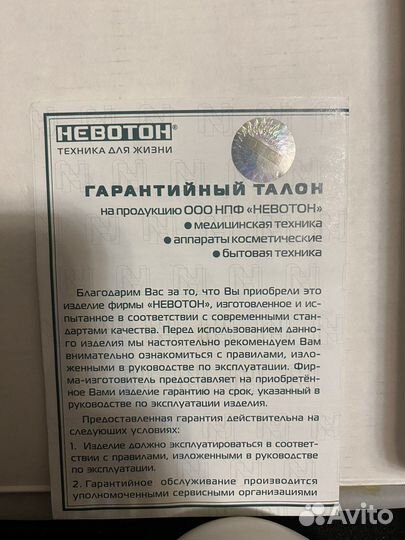 НЕВОТОН®
ТЕХНИКА ДЛЯ ЖИЗНИ
ГАРАНТИЙНЫЙ ТАЛОН
на продукцию ООО НПФ «НЕВОТОН»
● медицинская техника
● аппараты косметические
● бытовая техника
Благодарим Вас за то, что Вы приобрели это
изделие фирмы «НЕВОТОН», изготовленное и ис-
пытанное в соответствии с современными стан-
дартами качества. Перед использованием данно-
го изделия мы настоятельно рекомендуем Вам
внимательно ознакомиться с правилами, изло-
женными в руководстве по эксплуатации. Фир-
ма-изготовитель предоставляет на приобретён-
ное Вами изделие гарантию на срок, указанный в
руководстве по эксплуатации изделия.
Предоставленная гарантия действительна на
следующих условиях:
1. Изделие должно эксплуатироваться в соответ-
ствии с правилами, изложенными в руководстве
по эксплуатации.
2. Гарантийное обслуживание производится
уполномоченными сервисными организациями
Avito